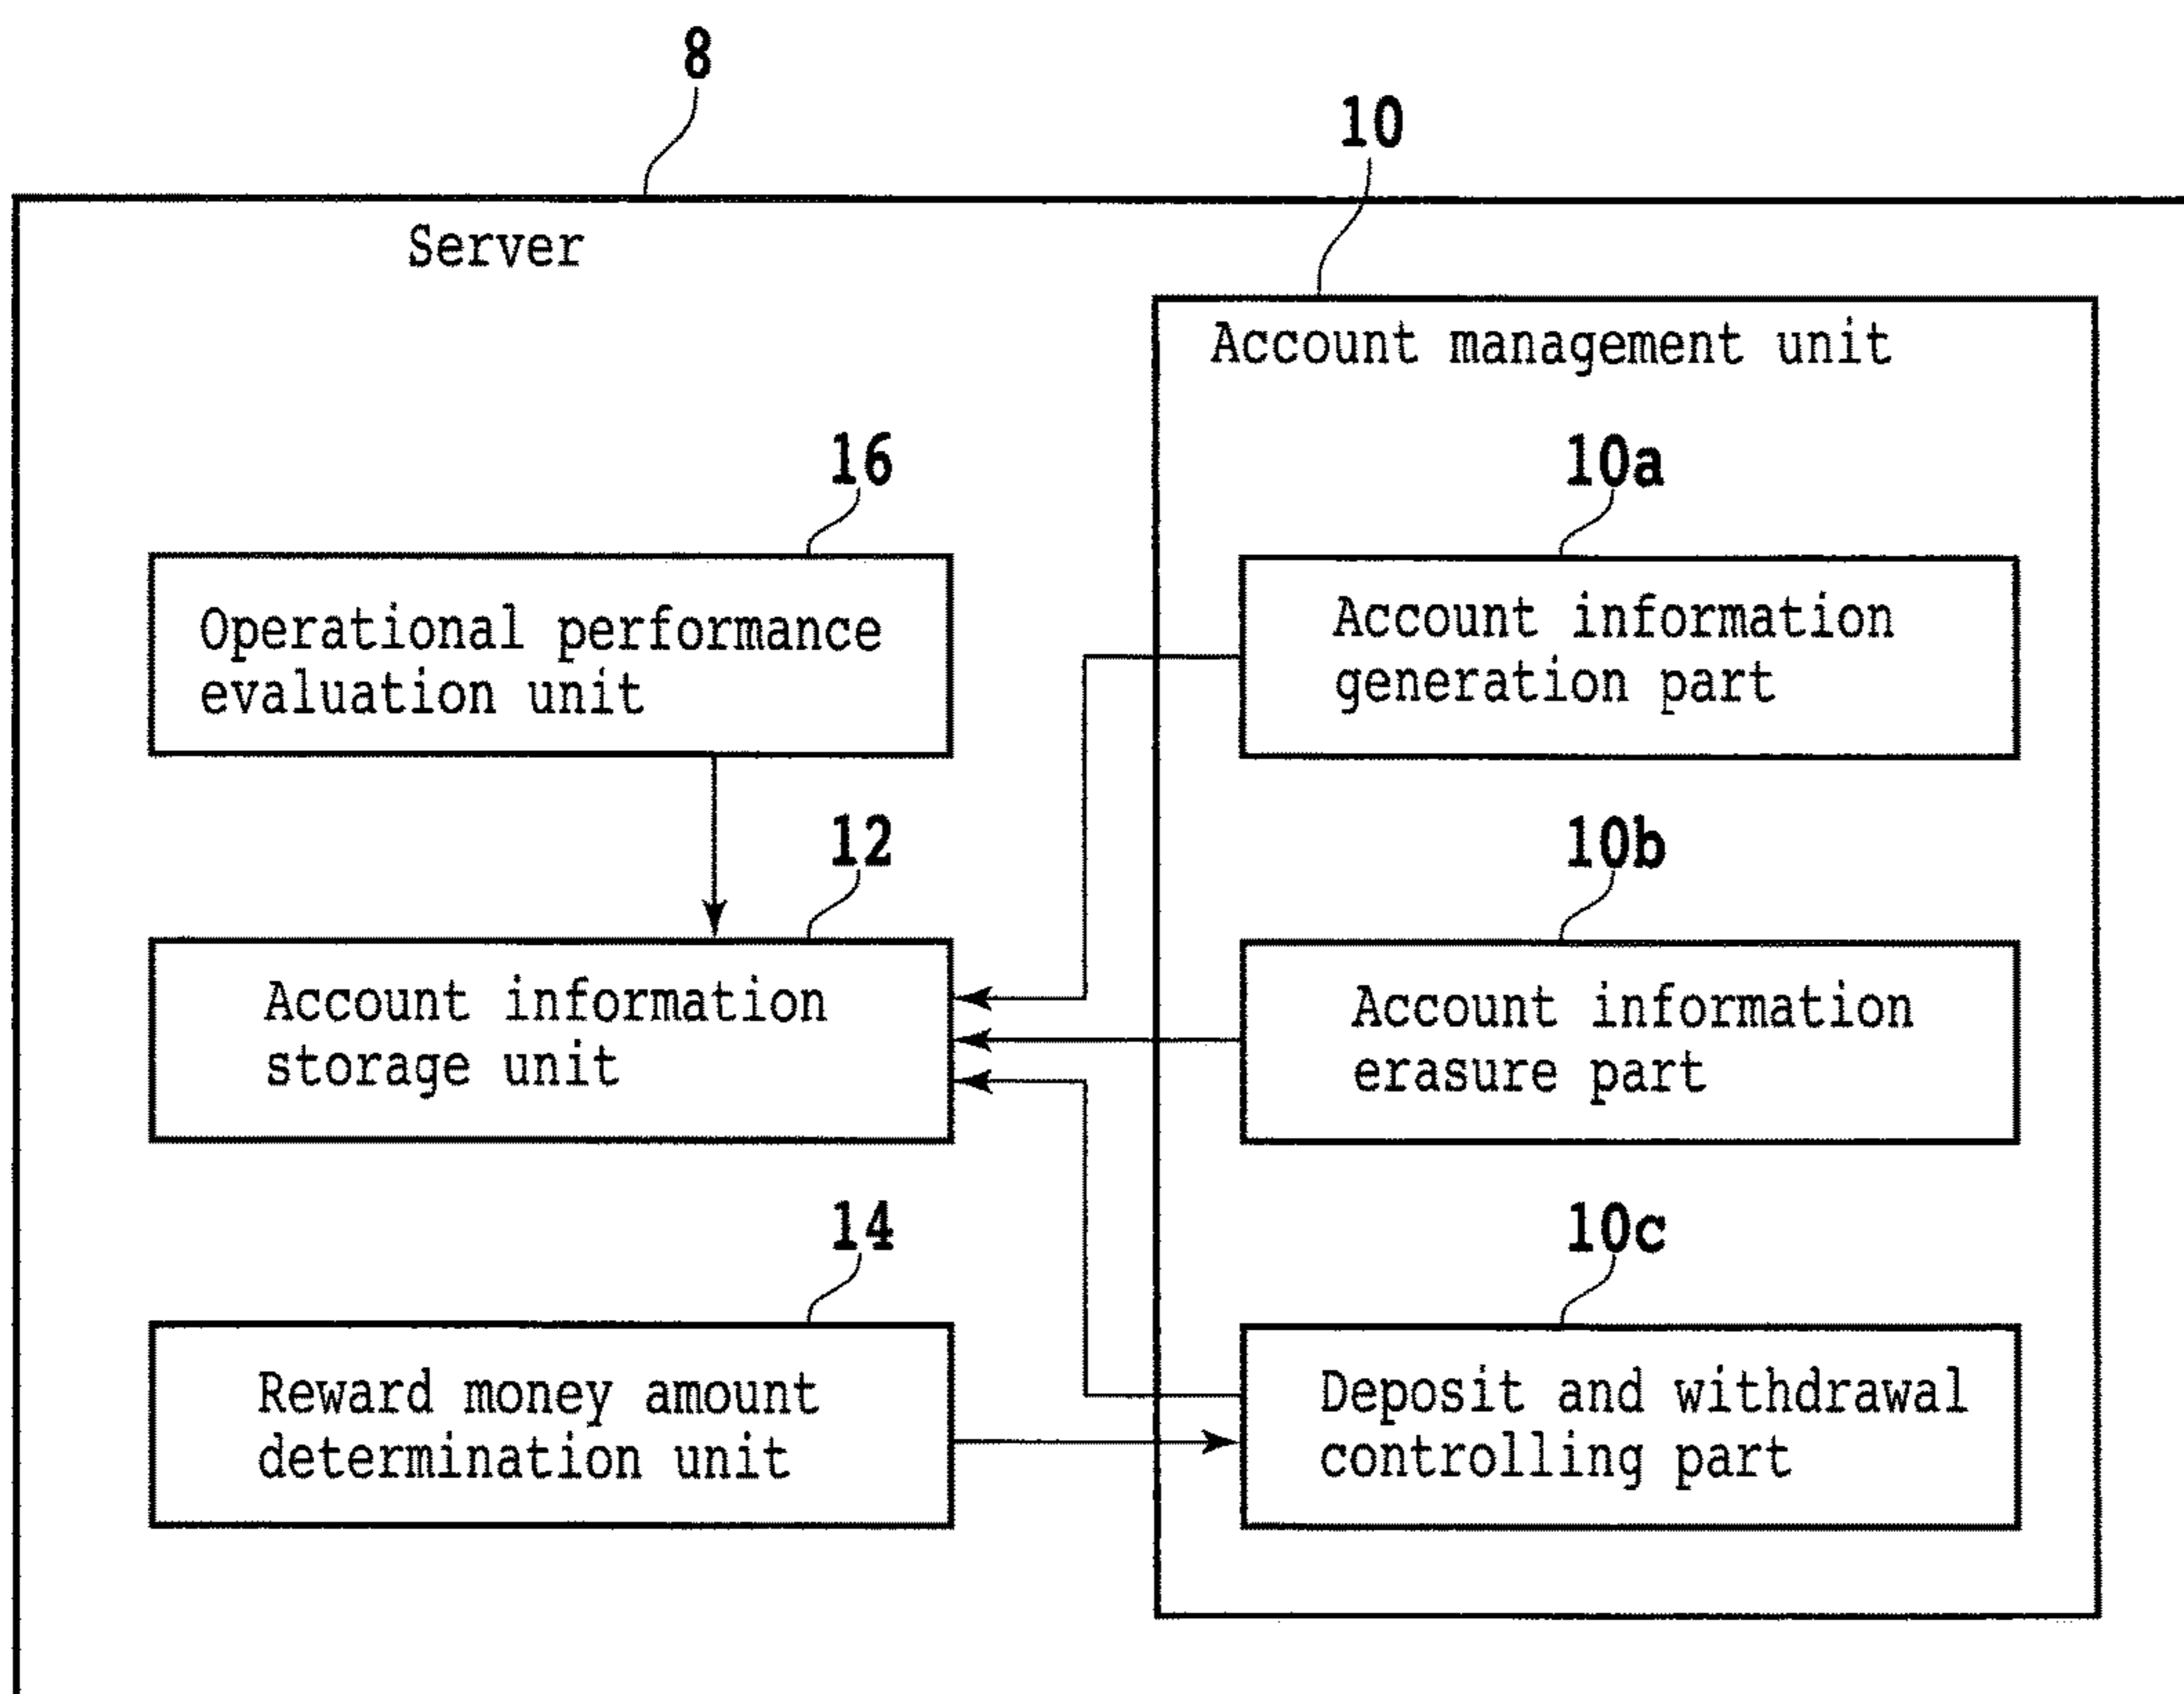 8
10
Server
Account management unit
16
Operational performance
evaluation unit
10a
Account information
generation part
12
Account information
storage unit
10b
Account information
erasure part
14
Reward money amount
determination unit
10c
Deposit and withdrawal
controlling part